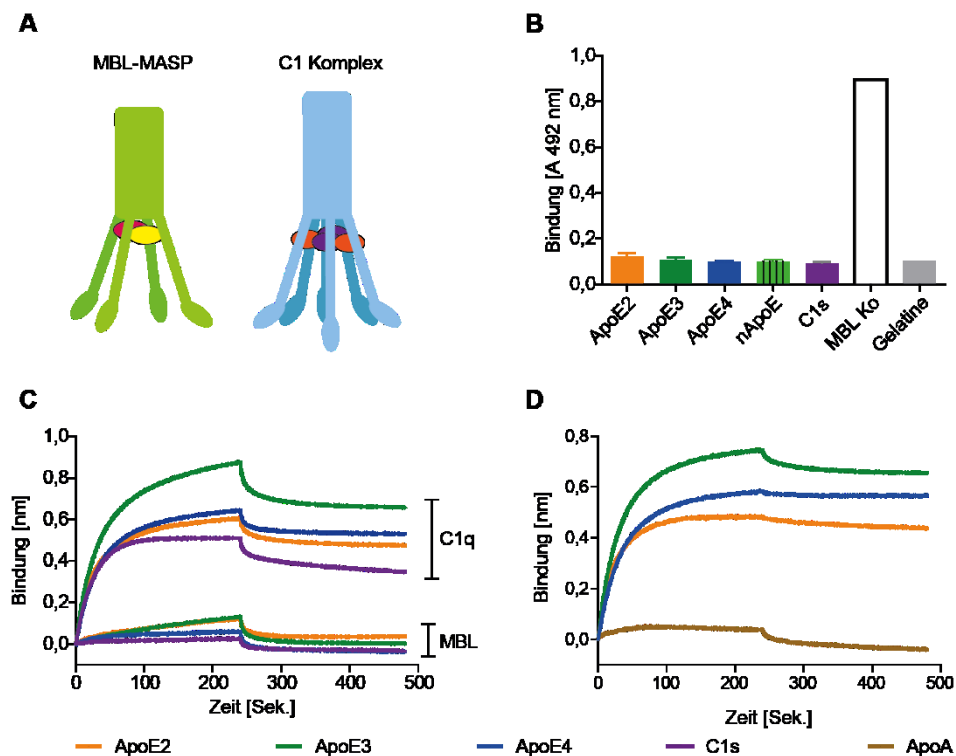 A
MBL-MASP
C1 Komplex
B
Bindung [A 492 nm]
1,0
0,8
0,6
0,4
0,2
0,0
ApoE2
ApoE3
ApoE4
nApoE
C1s
MBL Ko
Gelatine
C
Bindung [nm]
1,0
0,8
0,6
0,4
0,2
0,0
C1q
MBL
0
100
200
300
400
500
Zeit [Sek.]
D
Bindung [nm]
0,8
0,6
0,4
0,2
0,0
0
100
200
300
400
500
Zeit [Sek.]
ApoE2
ApoE3
ApoE4
C1s
ApoA